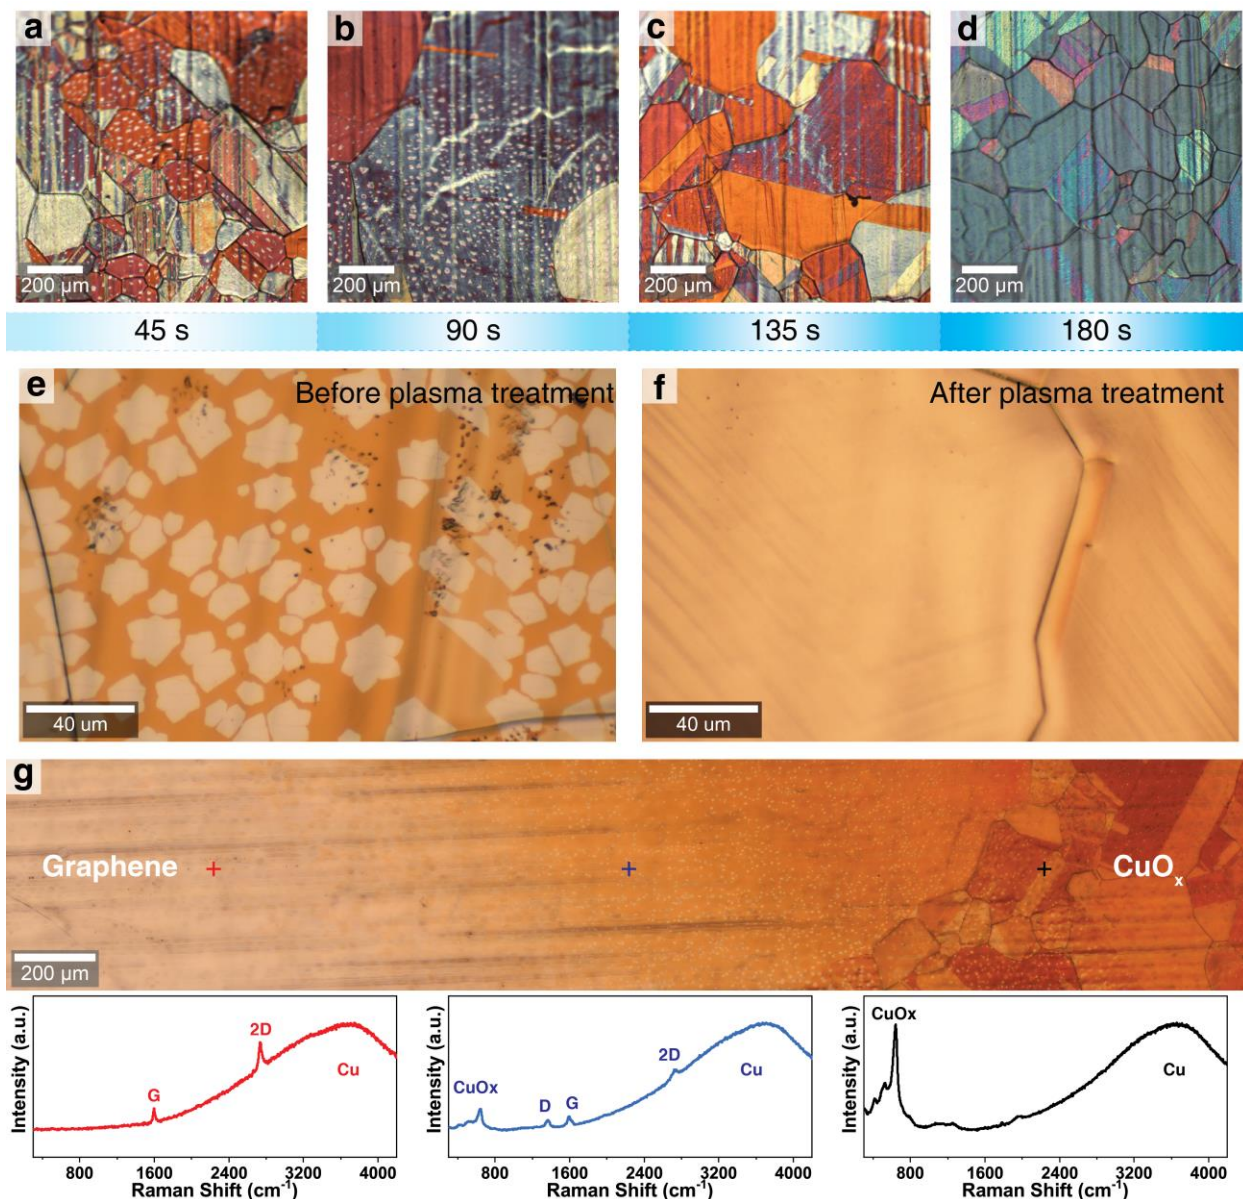 a
b
c
d
200 µm
200 µm
200 µm
200 µm
45 s
90 s
135 s
180 s
e
Before plasma treatment
f
After plasma treatment
40 um
40 um
g
Graphene
CuOₓ
200 µm
Intensity (a.u.)
G
2D
Cu
800 1600 2400 3200 4000
Raman Shift (cm⁻¹)
Intensity (a.u.)
CuOx
D
G
2D
Cu
800 1600 2400 3200 4000
Raman Shift (cm⁻¹)
Intensity (a.u.)
CuOx
Cu
800 1600 2400 3200 4000
Raman Shift (cm⁻¹)